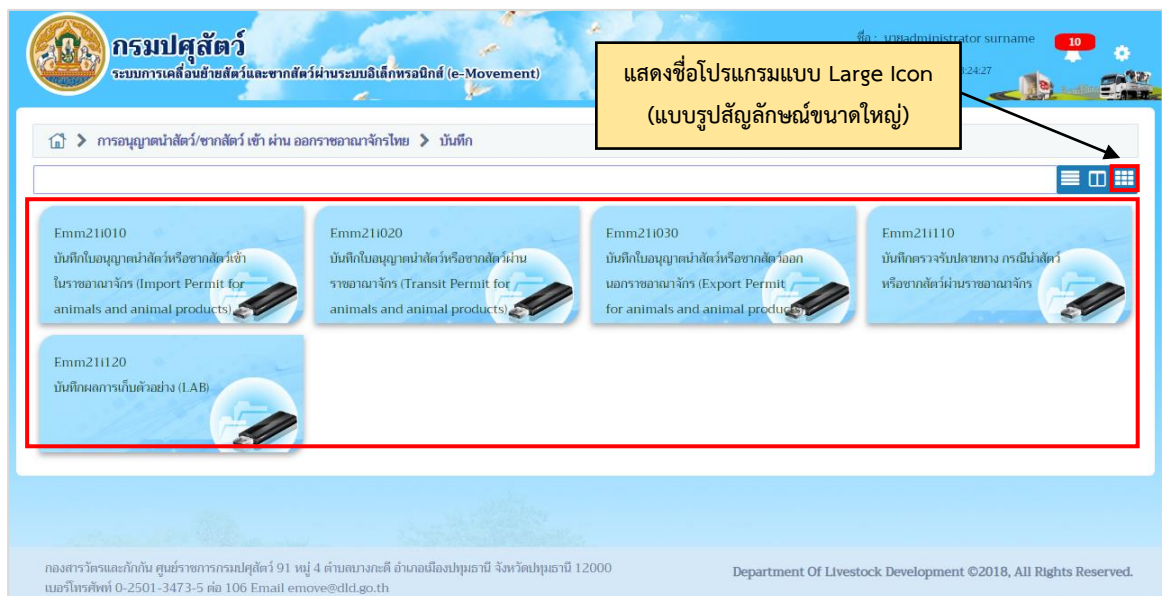 กรมปศุสัตว์
ระบบการเคลื่อนย้ายสัตว์และซากสัตว์ผ่านระบบอิเล็กทรอนิกส์ (e-Movement)
ชื่อ : นายadministrator surname
10
:24:27
แสดงชื่อโปรแกรมแบบ Large Icon
(แบบรูปสัญลักษณ์ขนาดใหญ่)
การอนุญาตนำสัตว์/ซากสัตว์ เข้า ผ่าน ออกราชอาณาจักรไทย > บันทึก
Emm21i010
บันทึกใบอนุญาตนำสัตว์หรือซากสัตว์เข้า
ในราชอาณาจักร (Import Permit for
animals and animal products)
Emm21i020
บันทึกใบอนุญาตนำสัตว์หรือซากสัตว์ผ่าน
ราชอาณาจักร (Transit Permit for
animals and animal products)
Emm21i030
บันทึกใบอนุญาตนำสัตว์หรือซากสัตว์ออก
นอกราชอาณาจักร (Export Permit
for animals and animal products)
Emm21i110
บันทึกตรวจรับปลายทาง กรณีนำสัตว์
หรือซากสัตว์ผ่านราชอาณาจักร
Emm21i120
บันทึกผลการเก็บตัวอย่าง (LAB)
กองสารวัตรและกักกัน ศูนย์ราชการกรมปศุสัตว์ 91 หมู่ 4 ตำบลบางกะดี อำเภอเมืองปทุมธานี จังหวัดปทุมธานี 12000
เบอร์โทรศัพท์ 0-2501-3473-5 ต่อ 106 Email emove@dld.go.th
Department Of Livestock Development ©2018, All Rights Reserved.